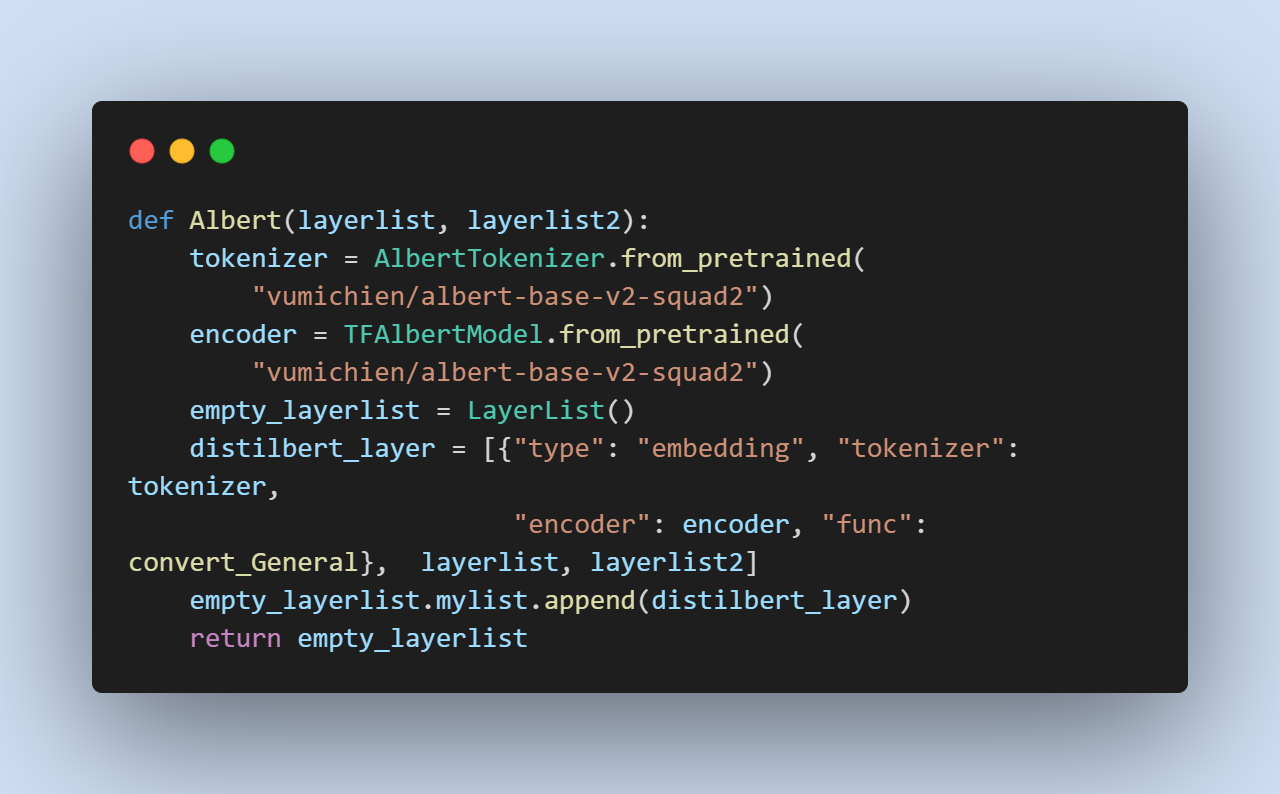 def Albert(layerlist, layerlist2):
    tokenizer = AlbertTokenizer.from_pretrained(
        "vumichien/albert-base-v2-squad2")
    encoder = TFAlbertModel.from_pretrained(
        "vumichien/albert-base-v2-squad2")
    empty_layerlist = LayerList()
    distilbert_layer = [{"type": "embedding", "tokenizer":
tokenizer,
                         "encoder": encoder, "func":
convert_General},  layerlist, layerlist2]
    empty_layerlist.mylist.append(distilbert_layer)
    return empty_layerlist